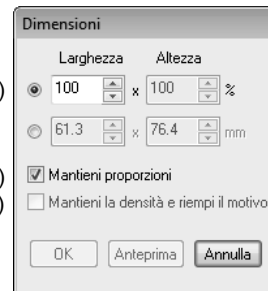 Dimensioni
Larghezza Altezza
) 100 x 100 %
61.3 x 76.4 mm
) Mantieni proporzioni
) Mantieni la densità e riempi il motivo
OK Anteprima Annulla